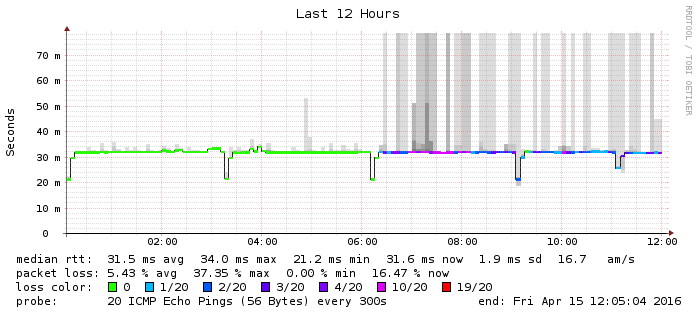 Last 12 Hours
RRDTOOL / TOBI OETIKER
Seconds
70 m
60 m
50 m
40 m
30 m
20 m
10 m
0
02:00 04:00 06:00 08:00 10:00 12:00
median rtt: 31.5 ms avg 34.0 ms max 21.2 ms min 31.6 ms now 1.9 ms sd 16.7 am/s
packet loss: 5.43 % avg 37.35 % max 0.00 % min 16.47 % now
loss color: 0 1/20 2/20 3/20 4/20 10/20 19/20
probe: 20 ICMP Echo Pings (56 Bytes) every 300s end: Fri Apr 15 12:05:04 2016